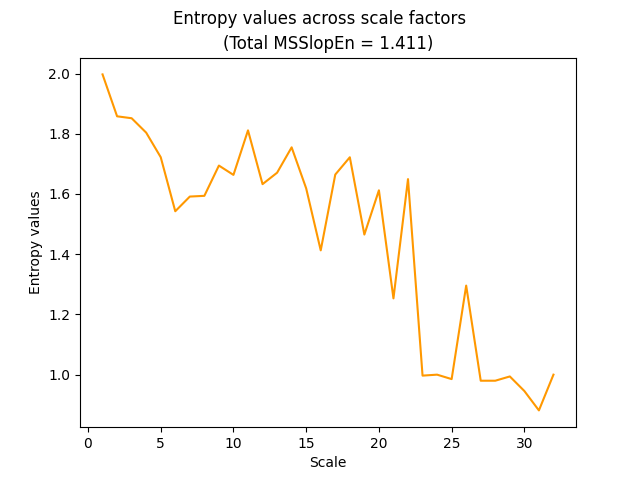 Entropy values across scale factors
(Total MSSlopEn = 1.411)
2.0
1.8
1.6
1.4
1.2
1.0
Entropy values
0 5 10 15 20 25 30
Scale